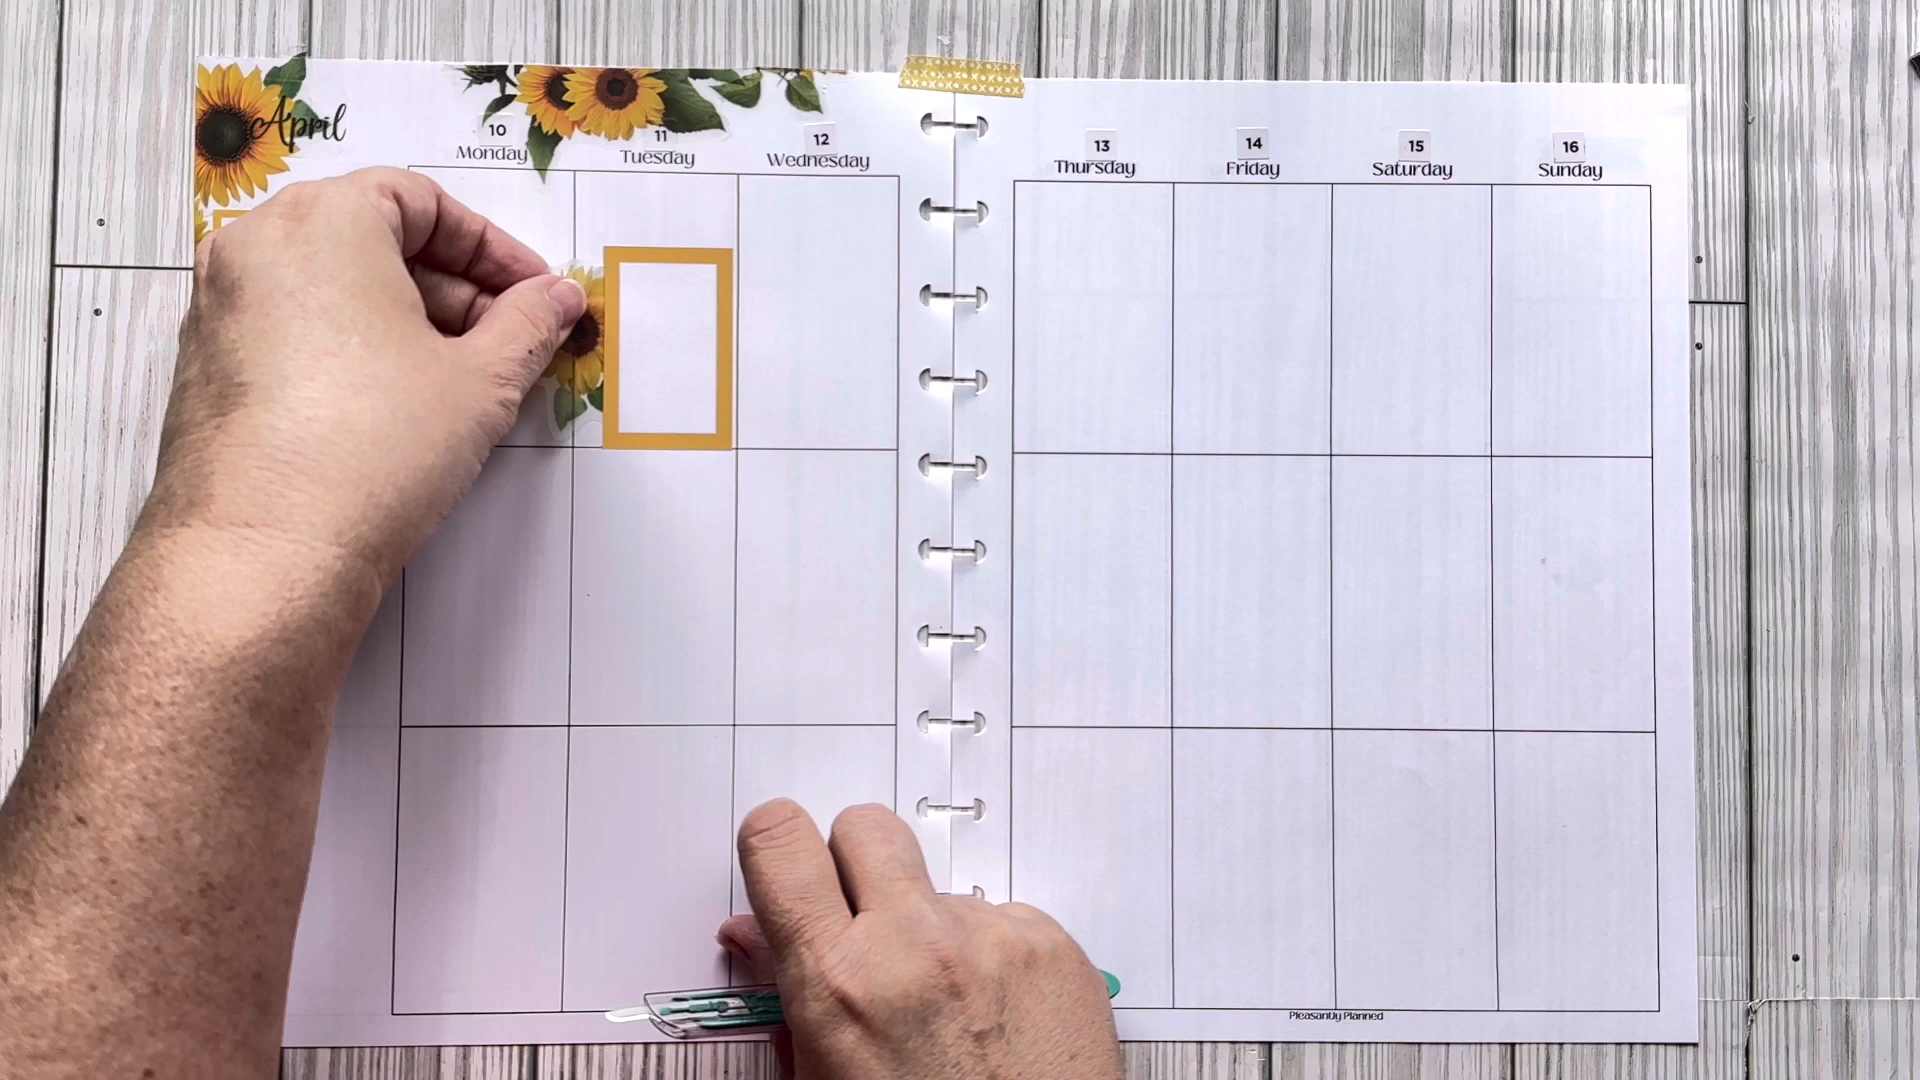 April
10 11 12 13 14 15 16
Monday Tuesday Wednesday Thursday Friday Saturday Sunday
Pleasantly Planned